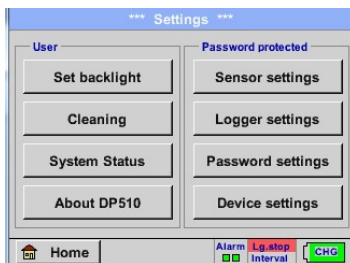 *** Settings ***
User
Set backlight
Cleaning
System Status
About DP510
Password protected
Sensor settings
Logger settings
Password settings
Device settings
Home
Alarm
Lg.stop
Interval
CHG